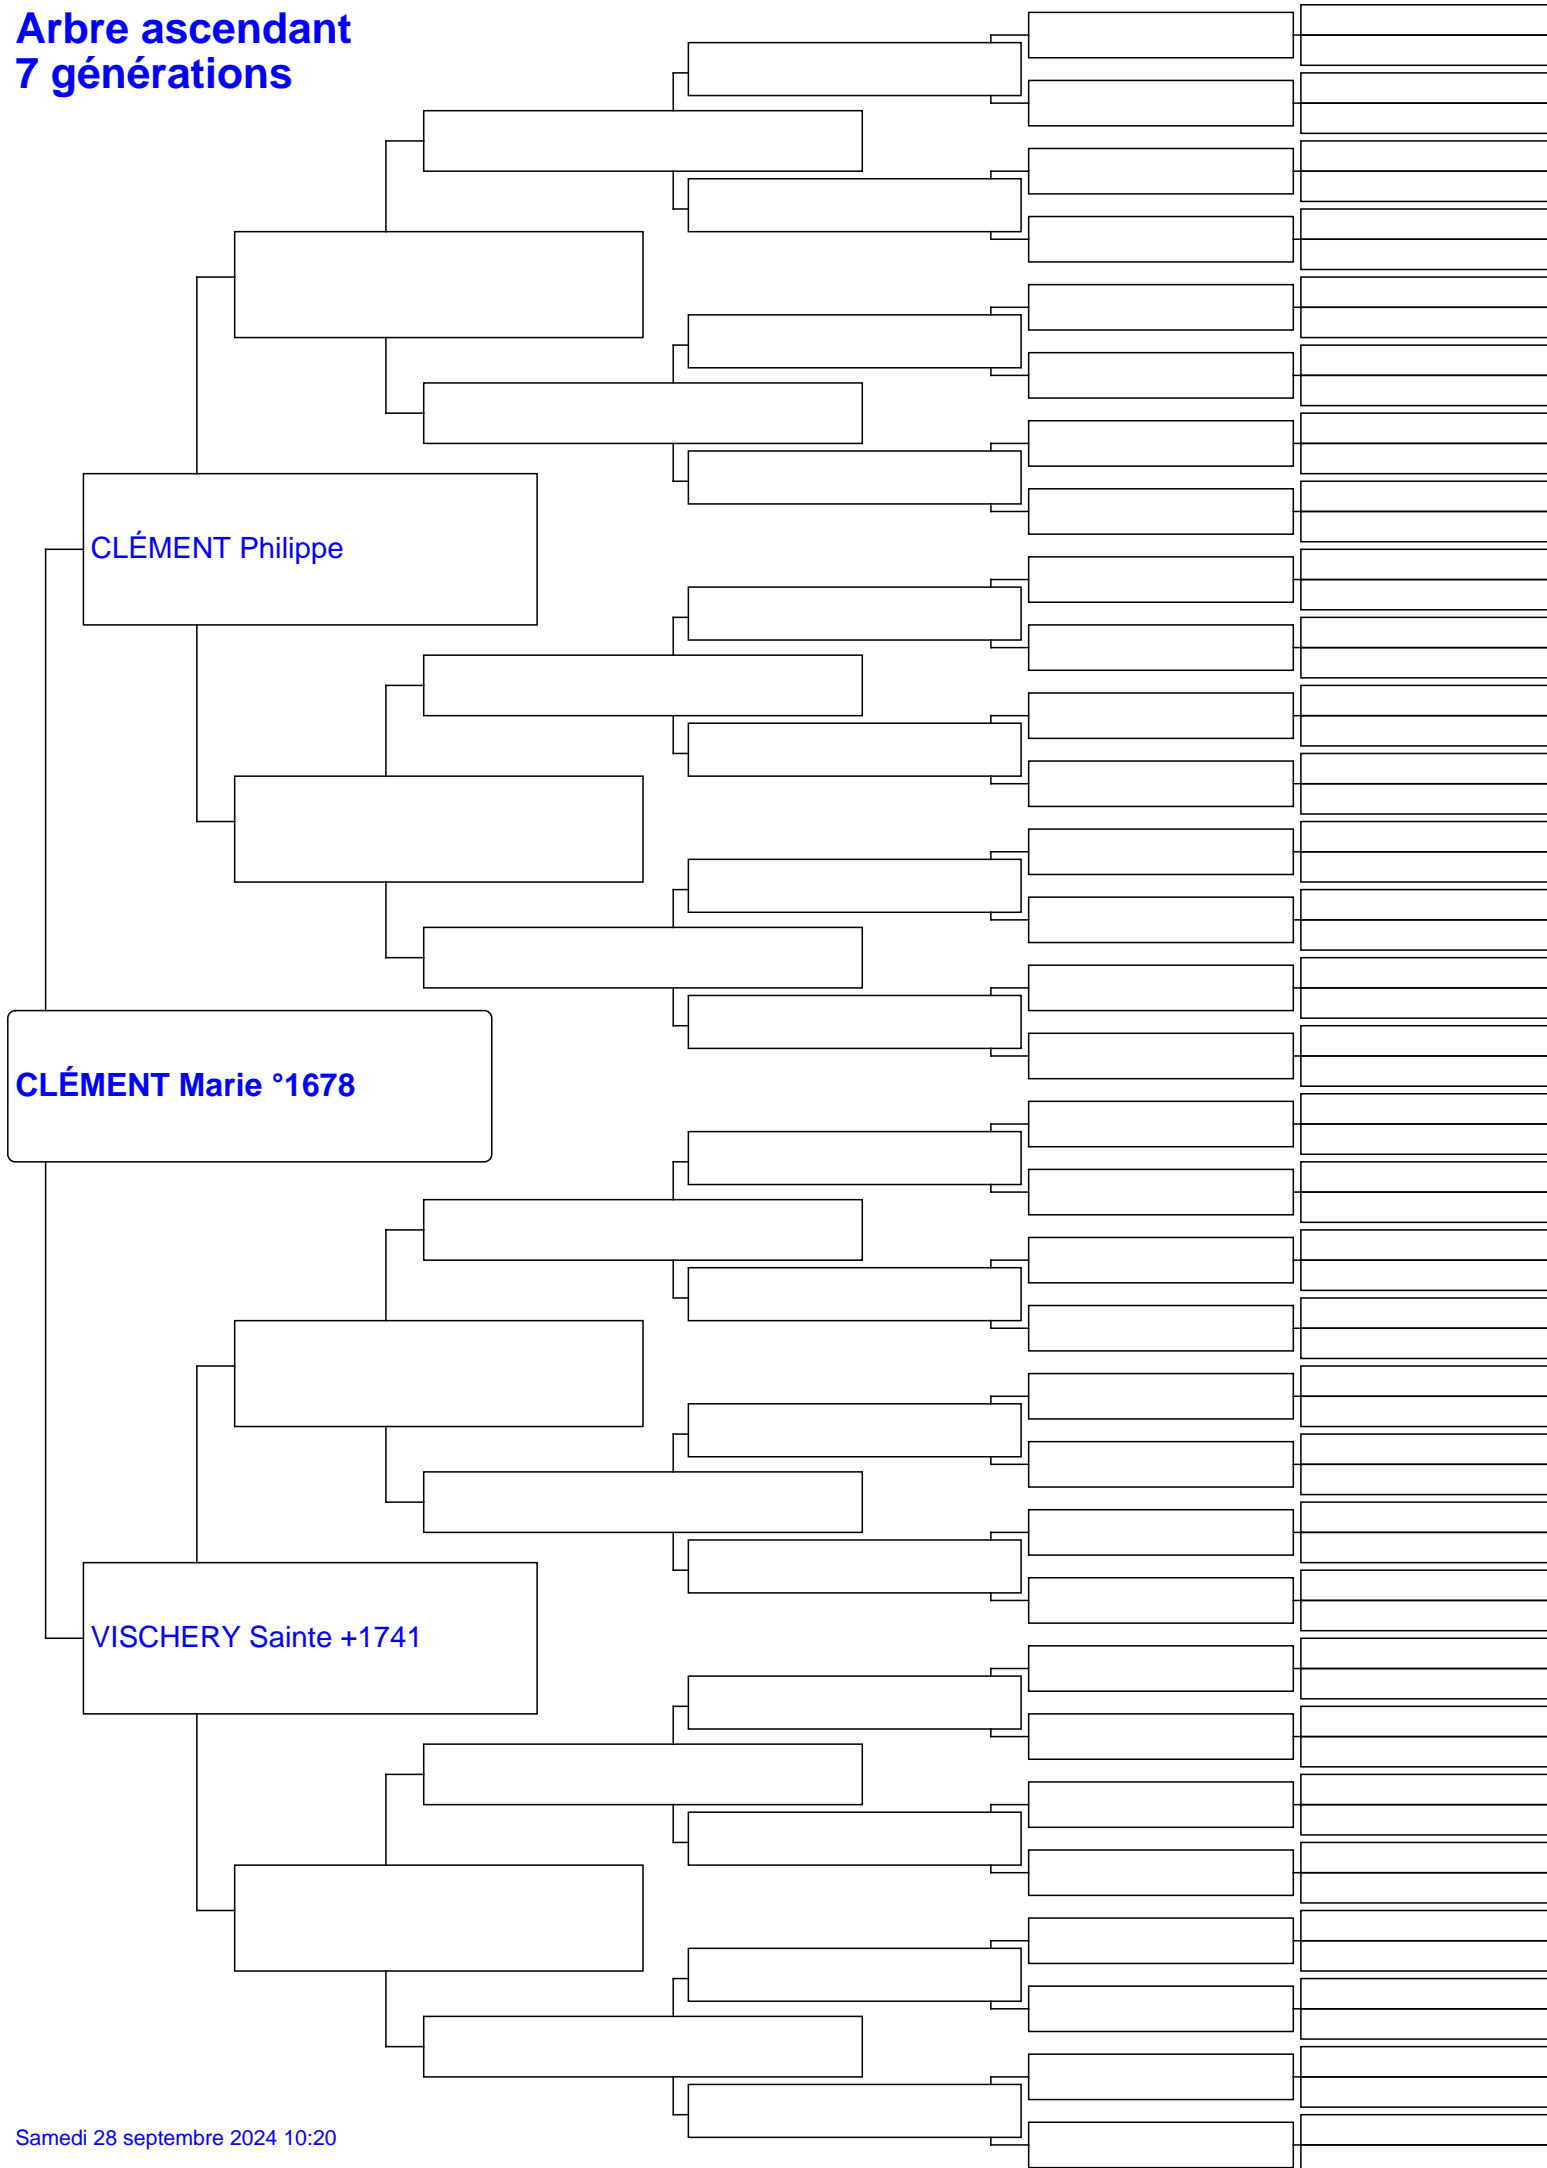 Arbre ascendant
7 générations
CLÉMENT Philippe
CLÉMENT Marie °1678
VISCHERY Sainte +1741
Samedi 28 septembre 2024 10:20